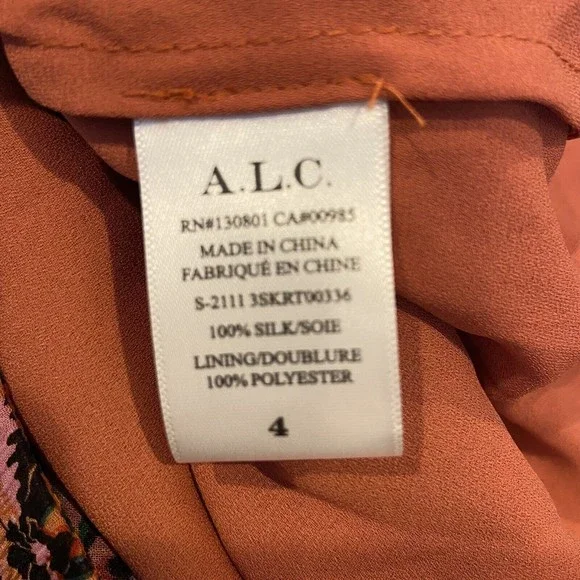 A.L.C.
RN#130801 CA#00985
MADE IN CHINA
FABRIQUÉ EN CHINE
S-2111 3SKRT00336
100% SILK/SOIE
LINING/DOUBLURE
100% POLYESTER
4